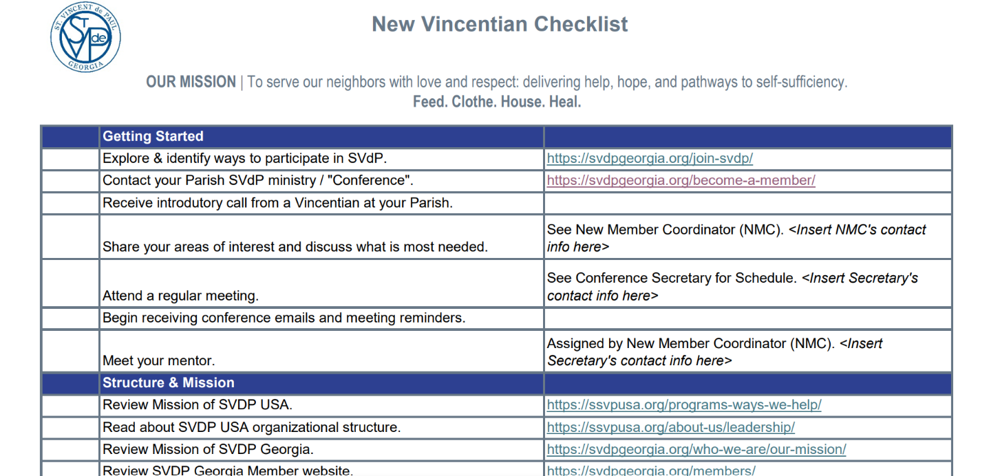 ST. VINCENT de PAUL
GEORGIA
ST
V de P
New Vincentian Checklist
OUR MISSION | To serve our neighbors with love and respect: delivering help, hope, and pathways to self-sufficiency.
Feed. Clothe. House. Heal.
Getting Started
Explore & identify ways to participate in SVdP. https://svdpgeorgia.org/join-svdp/
Contact your Parish SVdP ministry / "Conference". https://svdpgeorgia.org/become-a-member/
Receive introdutory call from a Vincentian at your Parish.
Share your areas of interest and discuss what is most needed.
See New Member Coordinator (NMC). <Insert NMC's contact
info here>
Attend a regular meeting.
See Conference Secretary for Schedule. <Insert Secretary's
contact info here>
Begin receiving conference emails and meeting reminders.
Meet your mentor.
Assigned by New Member Coordinator (NMC). <Insert
Secretary's contact info here>
Structure & Mission
Review Mission of SVDP USA. https://ssvpusa.org/programs-ways-we-help/
Read about SVDP USA organizational structure. https://ssvpusa.org/about-us/leadership/
Review Mission of SVDP Georgia. https://svdpgeorgia.org/who-we-are/our-mission/
Review SVDP Georgia Member website. https://svdpgeorgia.org/members/